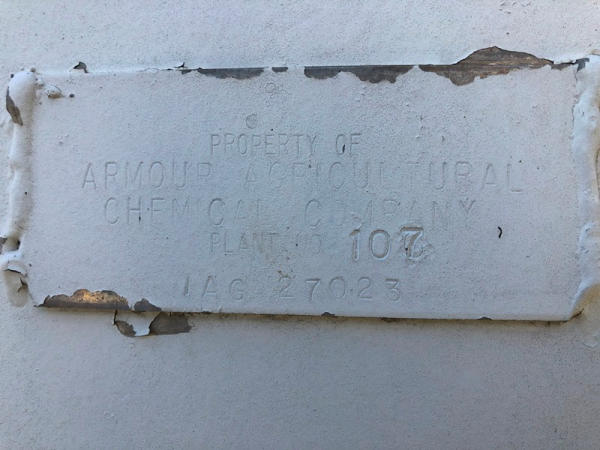 PROPERTY OF
ARMOUR AGRICULTURAL
CHEMICAL COMPANY
PLANT NO. 107
IAG 27023